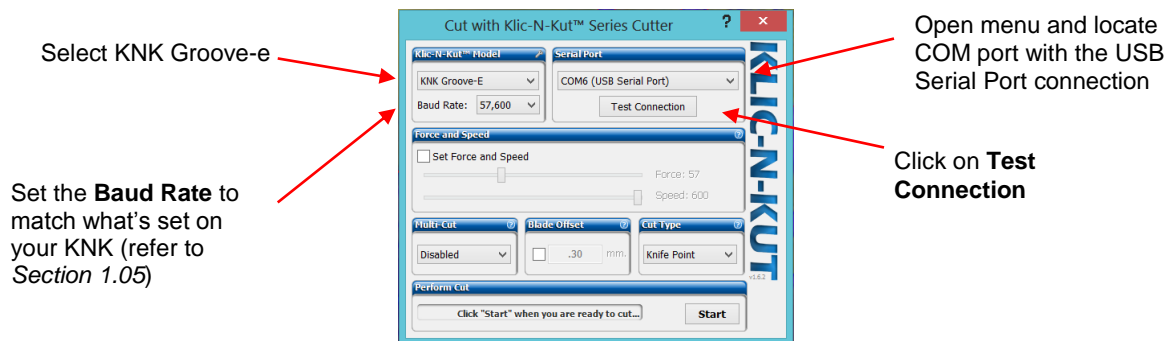 Select KNK Groove-e
Set the Baud Rate to
match what's set on
your KNK (refer to
Section 1.05)
Cut with Klic-N-Kut™ Series Cutter
?
×
Klic-N-Kut™ Model
KNK Groove-E
Baud Rate: 57,600
Serial Port
COM6 (USB Serial Port)
Test Connection
Force and Speed
?
Set Force and Speed
Force: 57
Speed: 600
Multi-Cut
?
Disabled
Blade Offset
?
.30 mm.
Cut Type
?
Knife Point
Perform Cut
Click "Start" when you are ready to cut...
Start
KLIC-N-KUT
v1.6.2
Open menu and locate
COM port with the USB
Serial Port connection
Click on Test
Connection